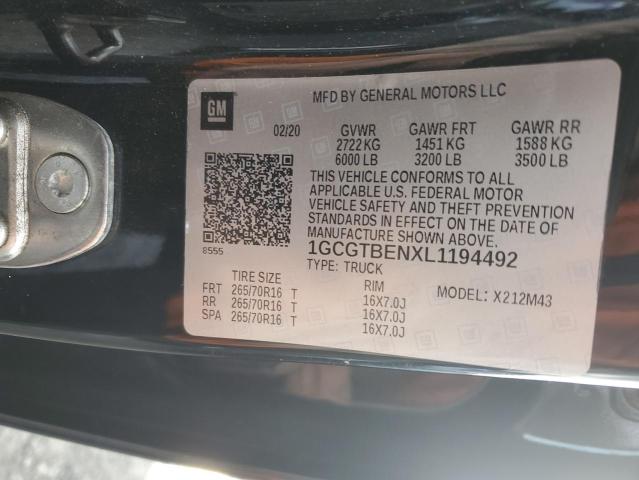 GM
MFD BY GENERAL MOTORS LLC
02/20 GVWR GAWR FRT GAWR RR
2722 KG 1451 KG 1588 KG
6000 LB 3200 LB 3500 LB
THIS VEHICLE CONFORMS TO ALL
APPLICABLE U.S. FEDERAL MOTOR
VEHICLE SAFETY AND THEFT PREVENTION
STANDARDS IN EFFECT ON THE DATE OF
MANUFACTURE SHOWN ABOVE.
8555
1GCGTBENXL1194492
TYPE: TRUCK
TIRE SIZE RIM MODEL: X212M43
FRT 265/70R16 T 16X7.0J
RR 265/70R16 T 16X7.0J
SPA 265/70R16 T 16X7.0J